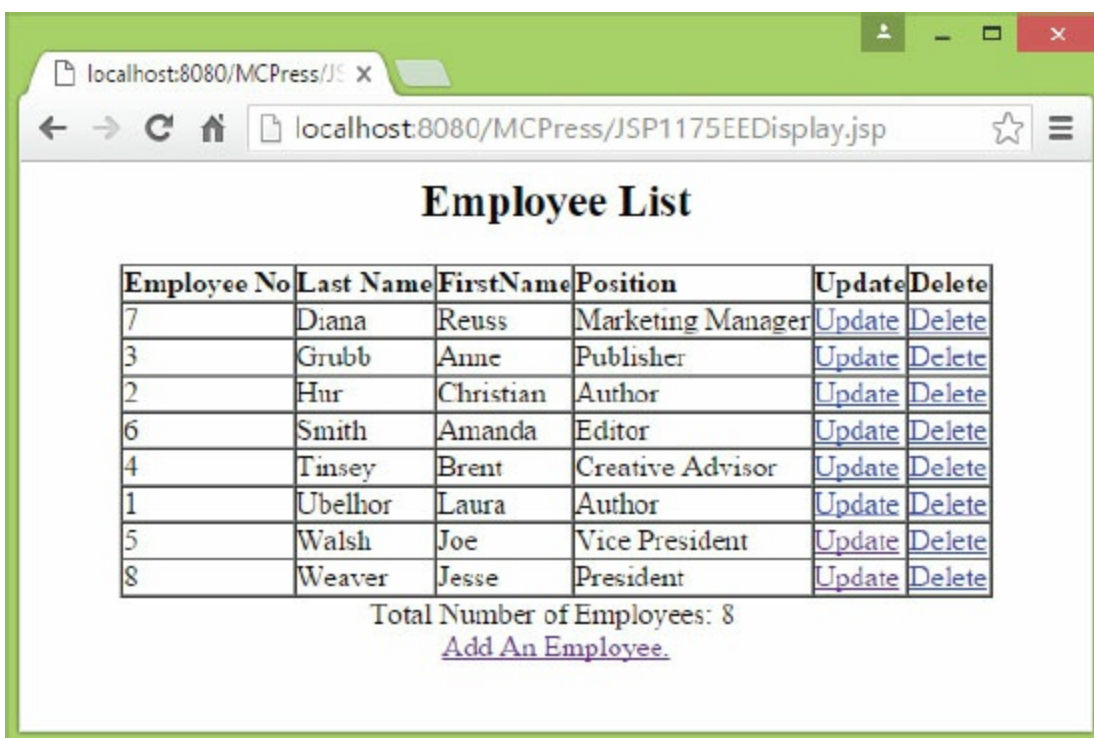 localhost:8080/MCPress/JS
localhost:8080/MCPress/JSP1175EEDisplay.jsp
Employee List
Employee No Last Name FirstName Position Update Delete
7 Diana Reuss Marketing Manager Update Delete
3 Grubb Anne Publisher Update Delete
2 Hur Christian Author Update Delete
6 Smith Amanda Editor Update Delete
4 Tinsey Brent Creative Advisor Update Delete
1 Ubelhor Laura Author Update Delete
5 Walsh Joe Vice President Update Delete
8 Weaver Jesse President Update Delete
Total Number of Employees: 8
Add An Employee.